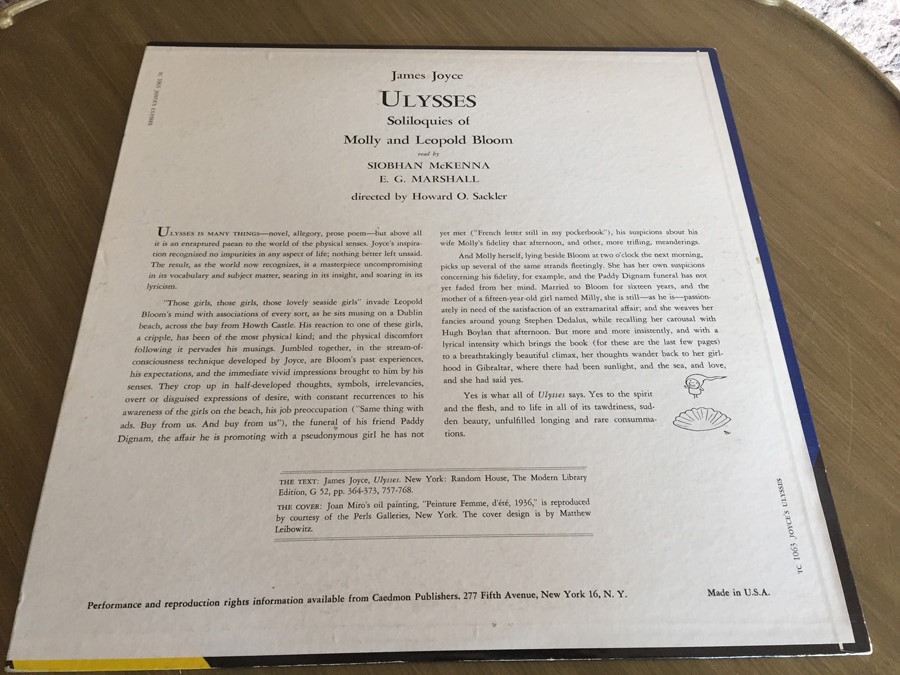 James Joyce
ULYSSES
Soliloquies of
Molly and Leopold Bloom
read by
SIOBHAN McKENNA
E. G. MARSHALL
directed by Howard O. Sackler
ULYSSES IS MANY THINGS—novel, allegory, prose poem—but above all
it is an enraptured paean to the world of the physical senses. Joyce's inspira-
tion recognized no impurities in any aspect of life; nothing better left unsaid.
The result, as the world now recognizes, is a masterpiece uncompromising
in its vocabulary and subject matter, searing in its insight, and soaring in its
lyricism.
"Those girls, those girls, those lovely seaside girls" invade Leopold
Bloom's mind with associations of every sort, as he sits musing on a Dublin
beach, across the bay from Howth Castle. His reaction to one of these girls,
a cripple, has been of the most physical kind; and the physical discomfort
following it pervades his musings. Jumbled together, in the stream-of-
consciousness technique developed by Joyce, are Bloom's past experiences,
his expectations, and the immediate vivid impressions brought to him by his
senses. They crop up in half-developed thoughts, symbols, irrelevancies,
overt or disguised expressions of desire, with constant recurrences to his
awareness of the girls on the beach, his job preoccupation ("Same thing with
ads. Buy from us. And buy from us"), the funeral of his friend Paddy
Dignam, the affair he is promoting with a pseudonymous girl he has not
yet met ("French letter still in my pocketbook"), his suspicions about his
wife Molly's fidelity that afternoon, and other, more trifling, meanderings.
And Molly herself, lying beside Bloom at two o'clock the next morning,
picks up several of the same strands fleetingly. She has her own suspicions
concerning his fidelity, for example, and the Paddy Dignam funeral has not
yet faded from her mind. Married to Bloom for sixteen years, and the
mother of a fifteen-year-old girl named Milly, she is still—as he is—passion-
ately in need of the satisfaction of an extramarital affair; and she weaves her
fancies around young Stephen Dedalus, while recalling her carousal with
Hugh Boylan that afternoon. But more and more insistently, and with a
lyrical intensity which brings the book (for these are the last few pages)
to a breathtakingly beautiful climax, her thoughts wander back to her girl-
hood in Gibraltar, where there had been sunlight, and the sea, and love,
and she had said yes.
Yes is what all of Ulysses says. Yes to the spirit
and the flesh, and to life in all of its tawdriness, sud-
den beauty, unfulfilled longing and rare consumma-
tions.
THE TEXT: James Joyce, Ulysses. New York: Random House, The Modern Library
Edition, G 52, pp. 364-373, 757-768.
THE COVER: Joan Miro's oil painting, "Peinture Femme, d'été, 1936," is reproduced
by courtesy of the Perls Galleries, New York. The cover design is by Matthew
Leibowitz.
Performance and reproduction rights information available from Caedmon Publishers, 277 Fifth Avenue, New York 16, N. Y.
Made in U.S.A.
TC 1063 JOYCE'S ULYSSES